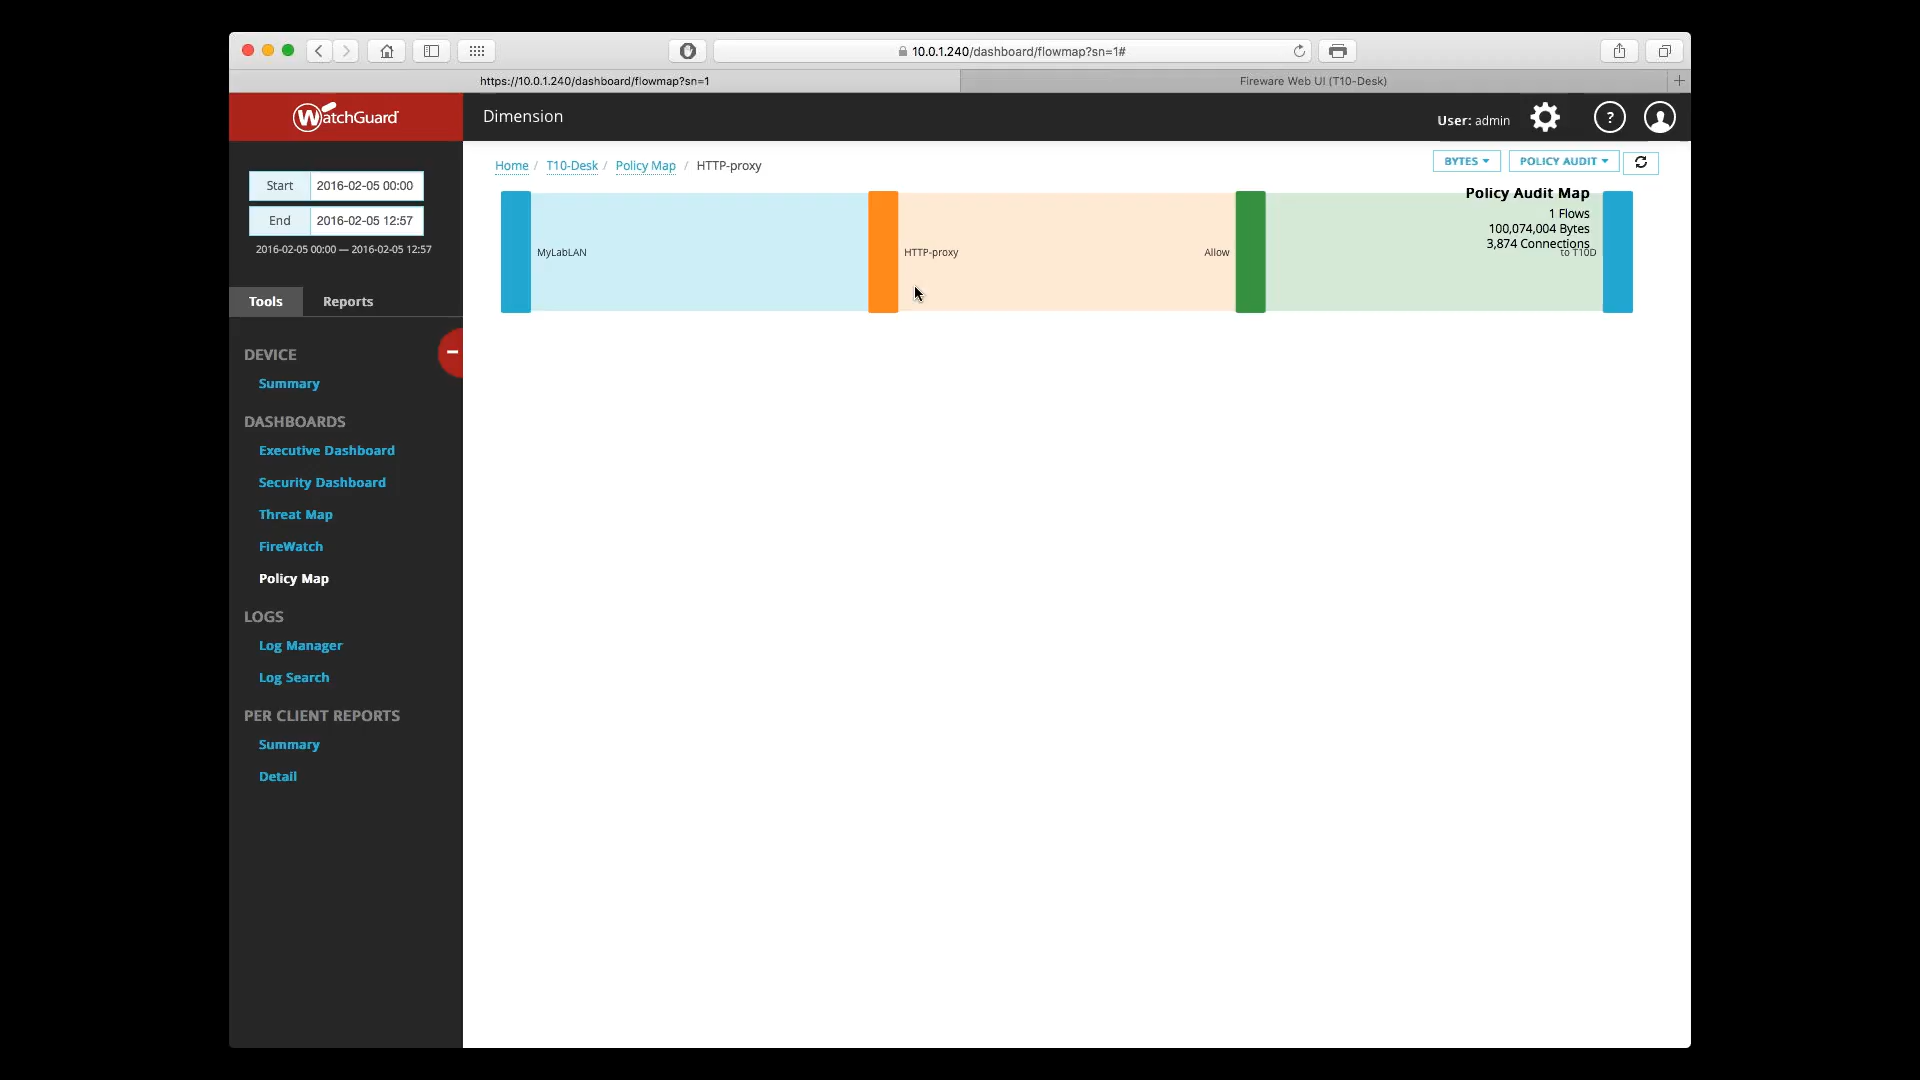 10.0.1.240/dashboard/flowmap?sn=1#
https://10.0.1.240/dashboard/flowmap?sn=1
Fireware Web UI (T10-Desk)
WatchGuard
Dimension
User: admin
?
Home / T10-Desk / Policy Map / HTTP-proxy
BYTES
POLICY AUDIT
Start 2016-02-05 00:00
End 2016-02-05 12:57
2016-02-05 00:00 — 2016-02-05 12:57
Policy Audit Map
1 Flows
100,074,004 Bytes
3,874 Connections
MyLabLAN
HTTP-proxy
Allow
to T10D
Tools
Reports
DEVICE
Summary
DASHBOARDS
Executive Dashboard
Security Dashboard
Threat Map
FireWatch
Policy Map
LOGS
Log Manager
Log Search
PER CLIENT REPORTS
Summary
Detail